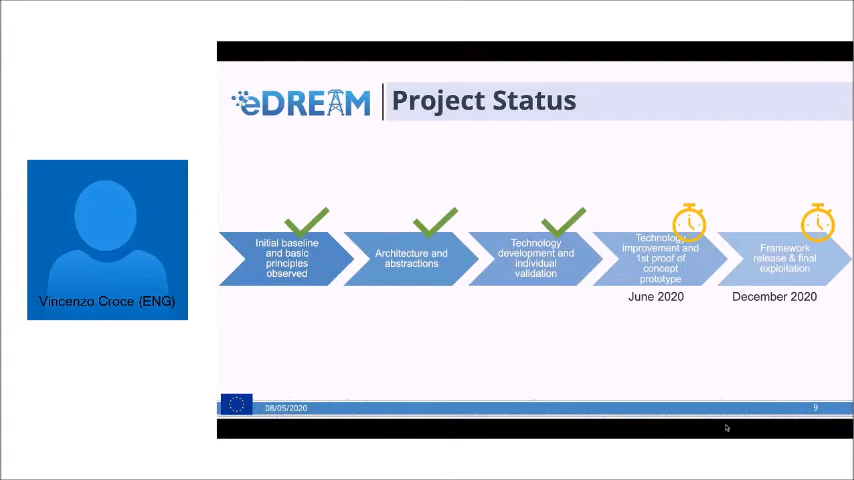 eDREAM
Project Status
Initial baseline
and basic
principles
observed
Architecture and
abstractions
Technology
development and
individual
validation
Technology
improvement and
1st proof of
concept
prototype
June 2020
Framework
release & final
exploitation
December 2020
Vincenzo Croce (ENG)
08/05/2020
9